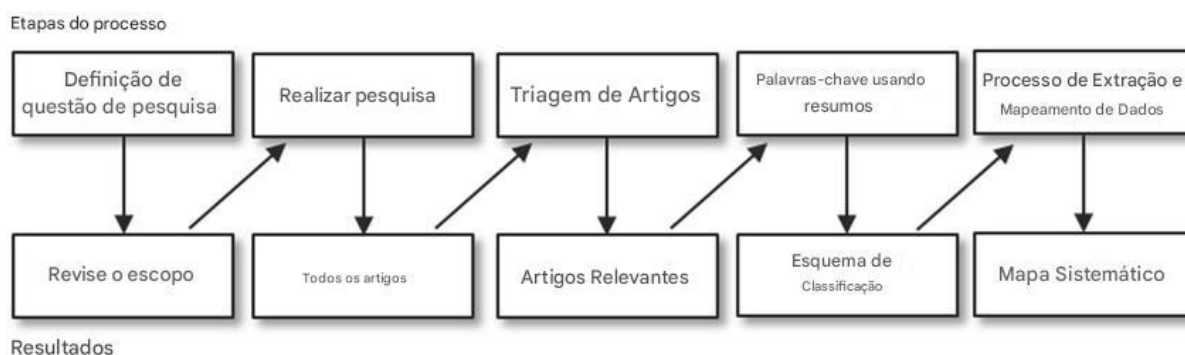 Etapas do processo
Definição de
questão de pesquisa
Realizar pesquisa
Triagem de Artigos
Palavras-chave usando
resumos
Processo de Extração e
Mapeamento de Dados
Revise o escopo
Todos os artigos
Artigos Relevantes
Esquema de
Classificação
Mapa Sistemático
Resultados